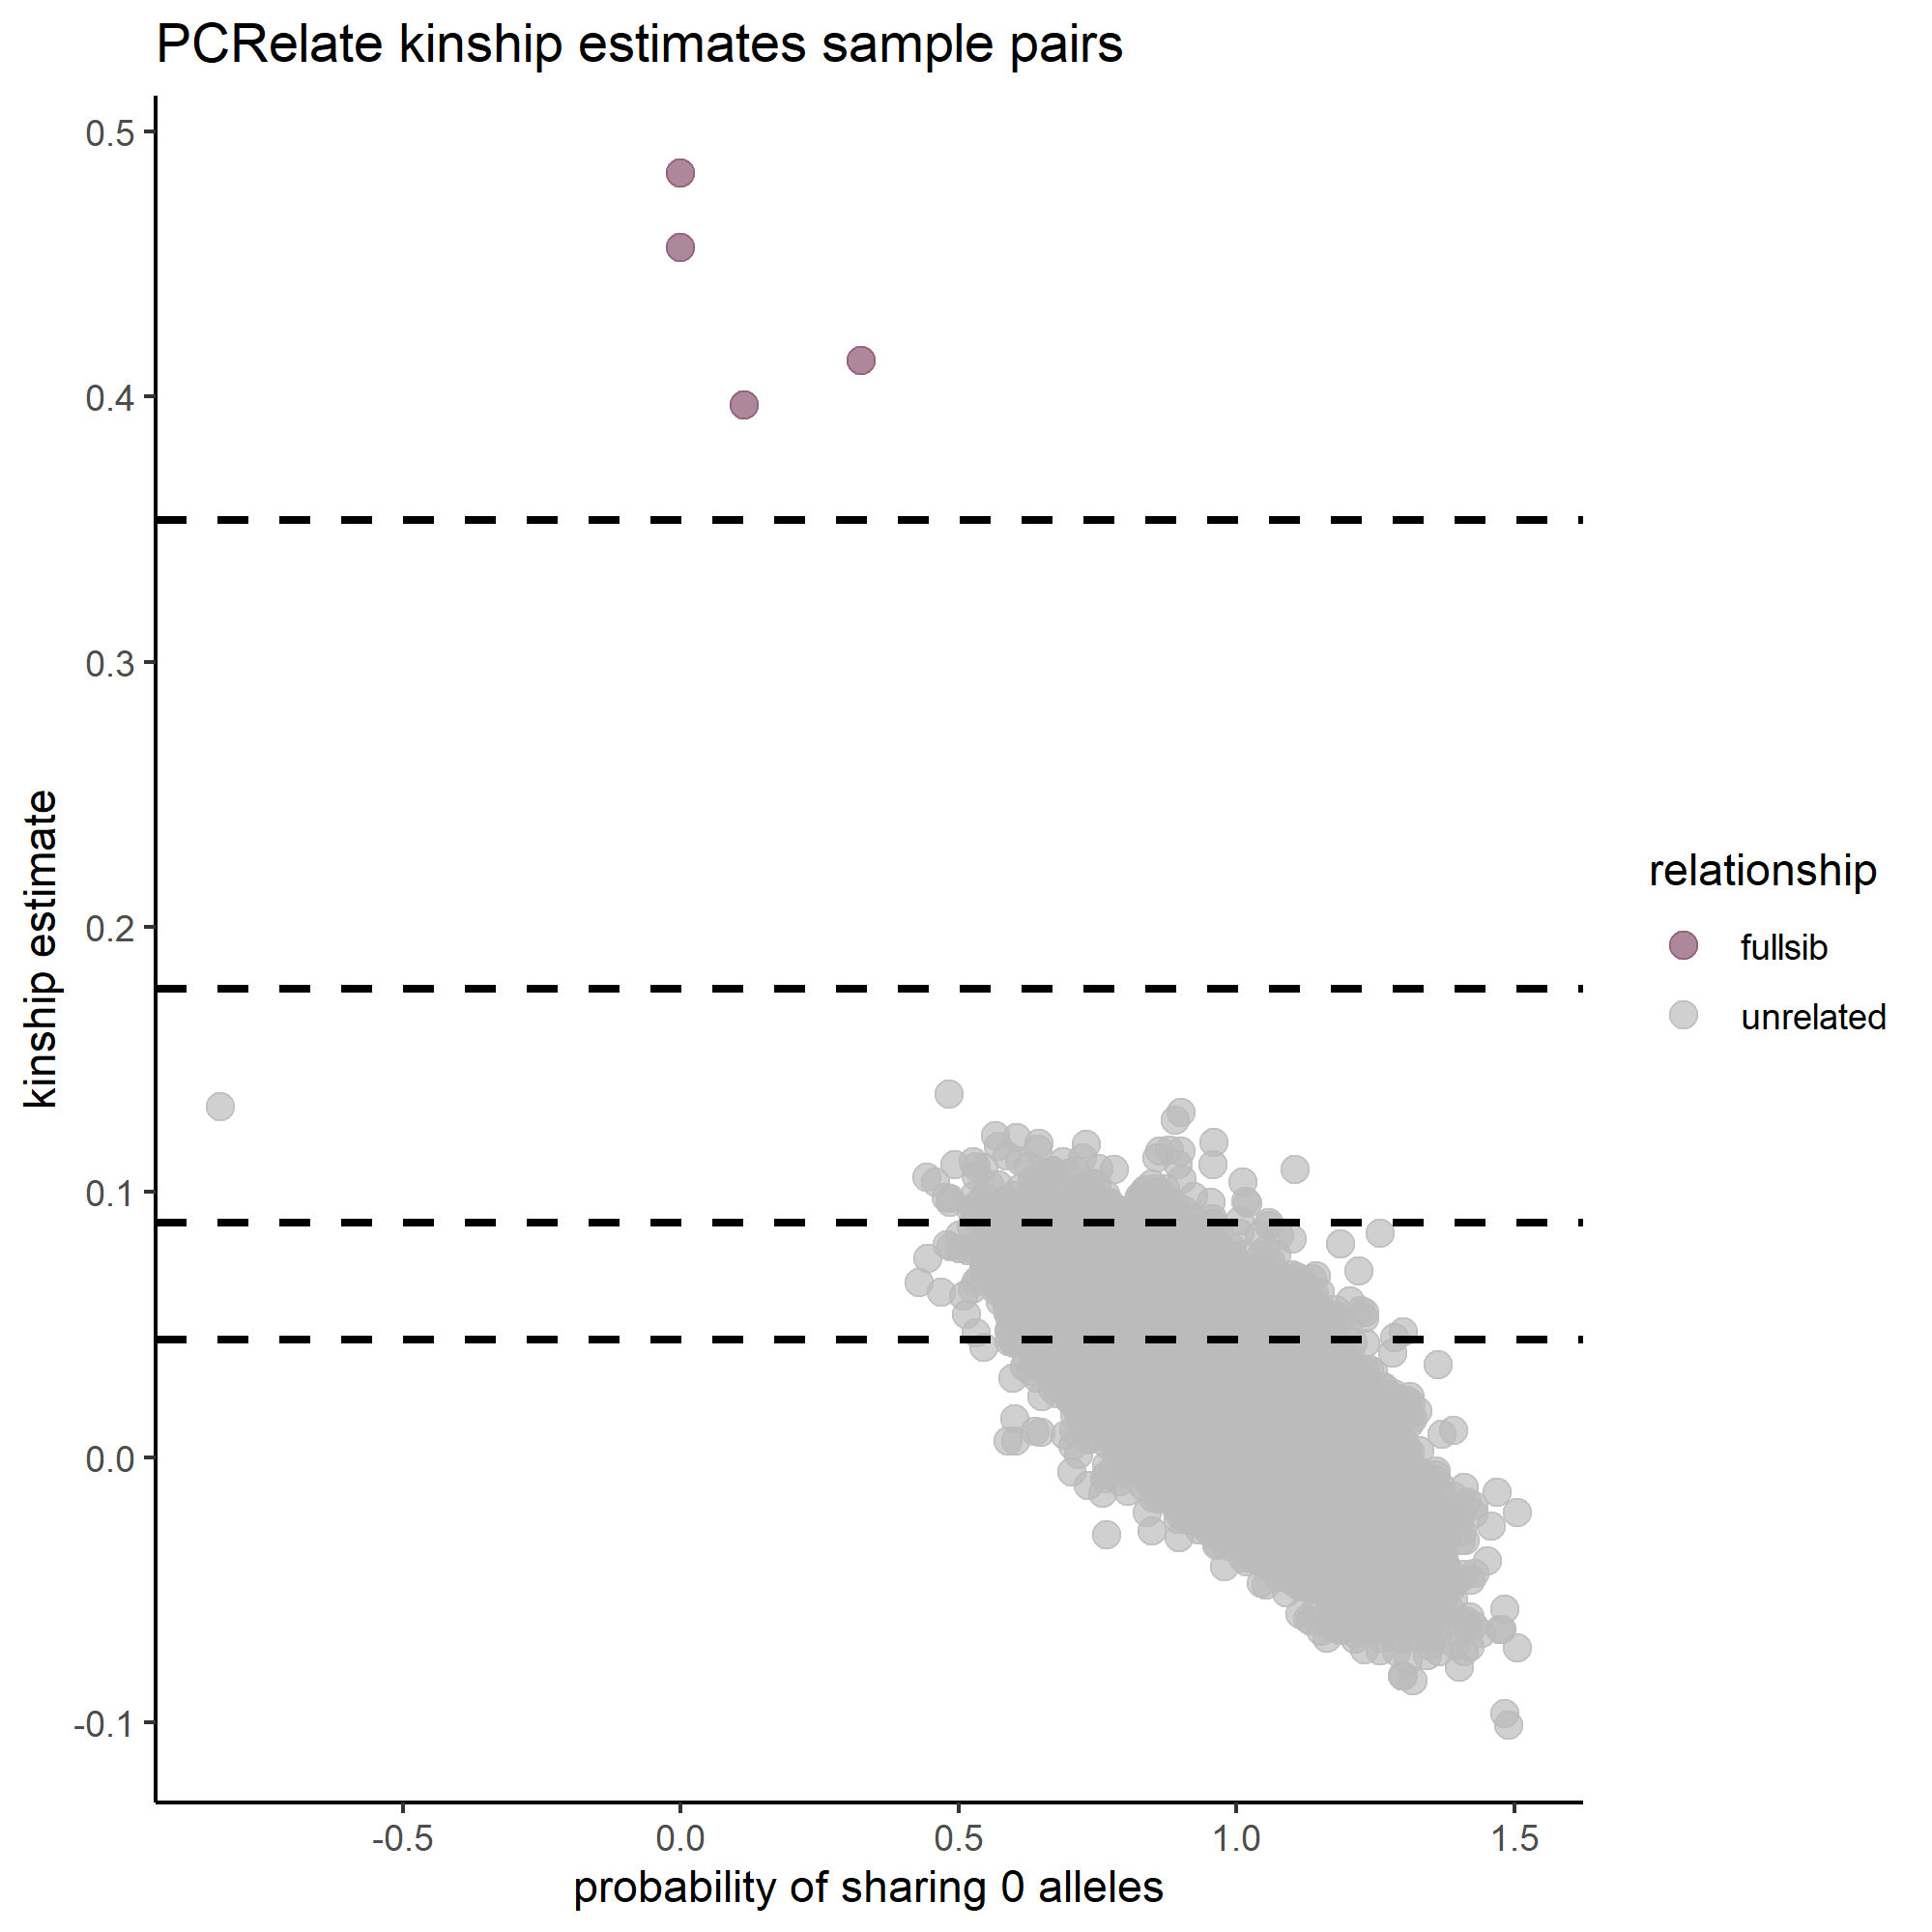 PCRelate kinship estimates sample pairs
0.5
0.4
0.3
0.2
0.1
0.0
-0.1
kinship estimate
-0.5
0.0
0.5
1.0
1.5
probability of sharing 0 alleles
relationship
fullsib
unrelated